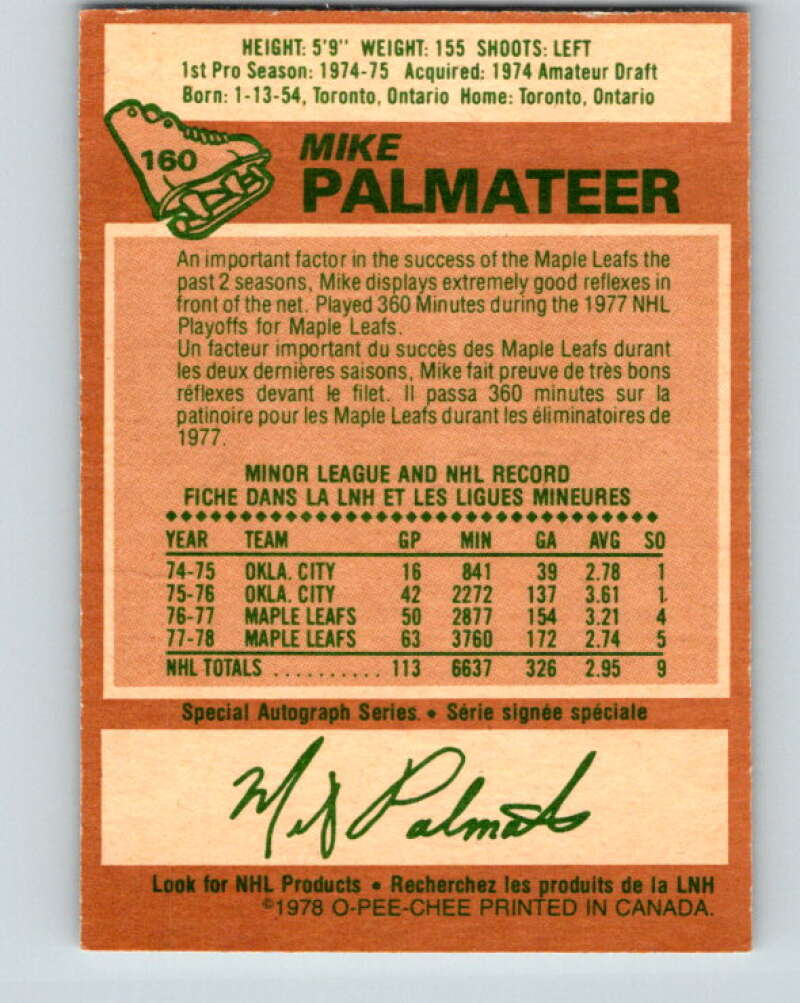 HEIGHT: 5'9" WEIGHT: 155 SHOOTS: LEFT
1st Pro Season: 1974-75 Acquired: 1974 Amateur Draft
Born: 1-13-54, Toronto, Ontario Home: Toronto, Ontario
160
MIKE
PALMATEER
An important factor in the success of the Maple Leafs the
past 2 seasons, Mike displays extremely good reflexes in
front of the net. Played 360 Minutes during the 1977 NHL
Playoffs for Maple Leafs.
Un facteur important du succès des Maple Leafs durant
les deux dernières saisons, Mike fait preuve de très bons
réflexes devant le filet. Il passa 360 minutes sur la
patinoire pour les Maple Leafs durant les éliminatoires de
1977.
MINOR LEAGUE AND NHL RECORD
FICHE DANS LA LNH ET LES LIGUES MINEURES
YEAR TEAM GP MIN GA AVG SO
74-75 OKLA. CITY 16 841 39 2.78 1
75-76 OKLA. CITY 42 2272 137 3.61 1
76-77 MAPLE LEAFS 50 2877 154 3.21 4
77-78 MAPLE LEAFS 63 3760 172 2.74 5
NHL TOTALS .......... 113 6637 326 2.95 9
Special Autograph Series. • Série signée spéciale
Mike Palmateer
Look for NHL Products • Recherchez les produits de la LNH
©1978 O-PEE-CHEE PRINTED IN CANADA.